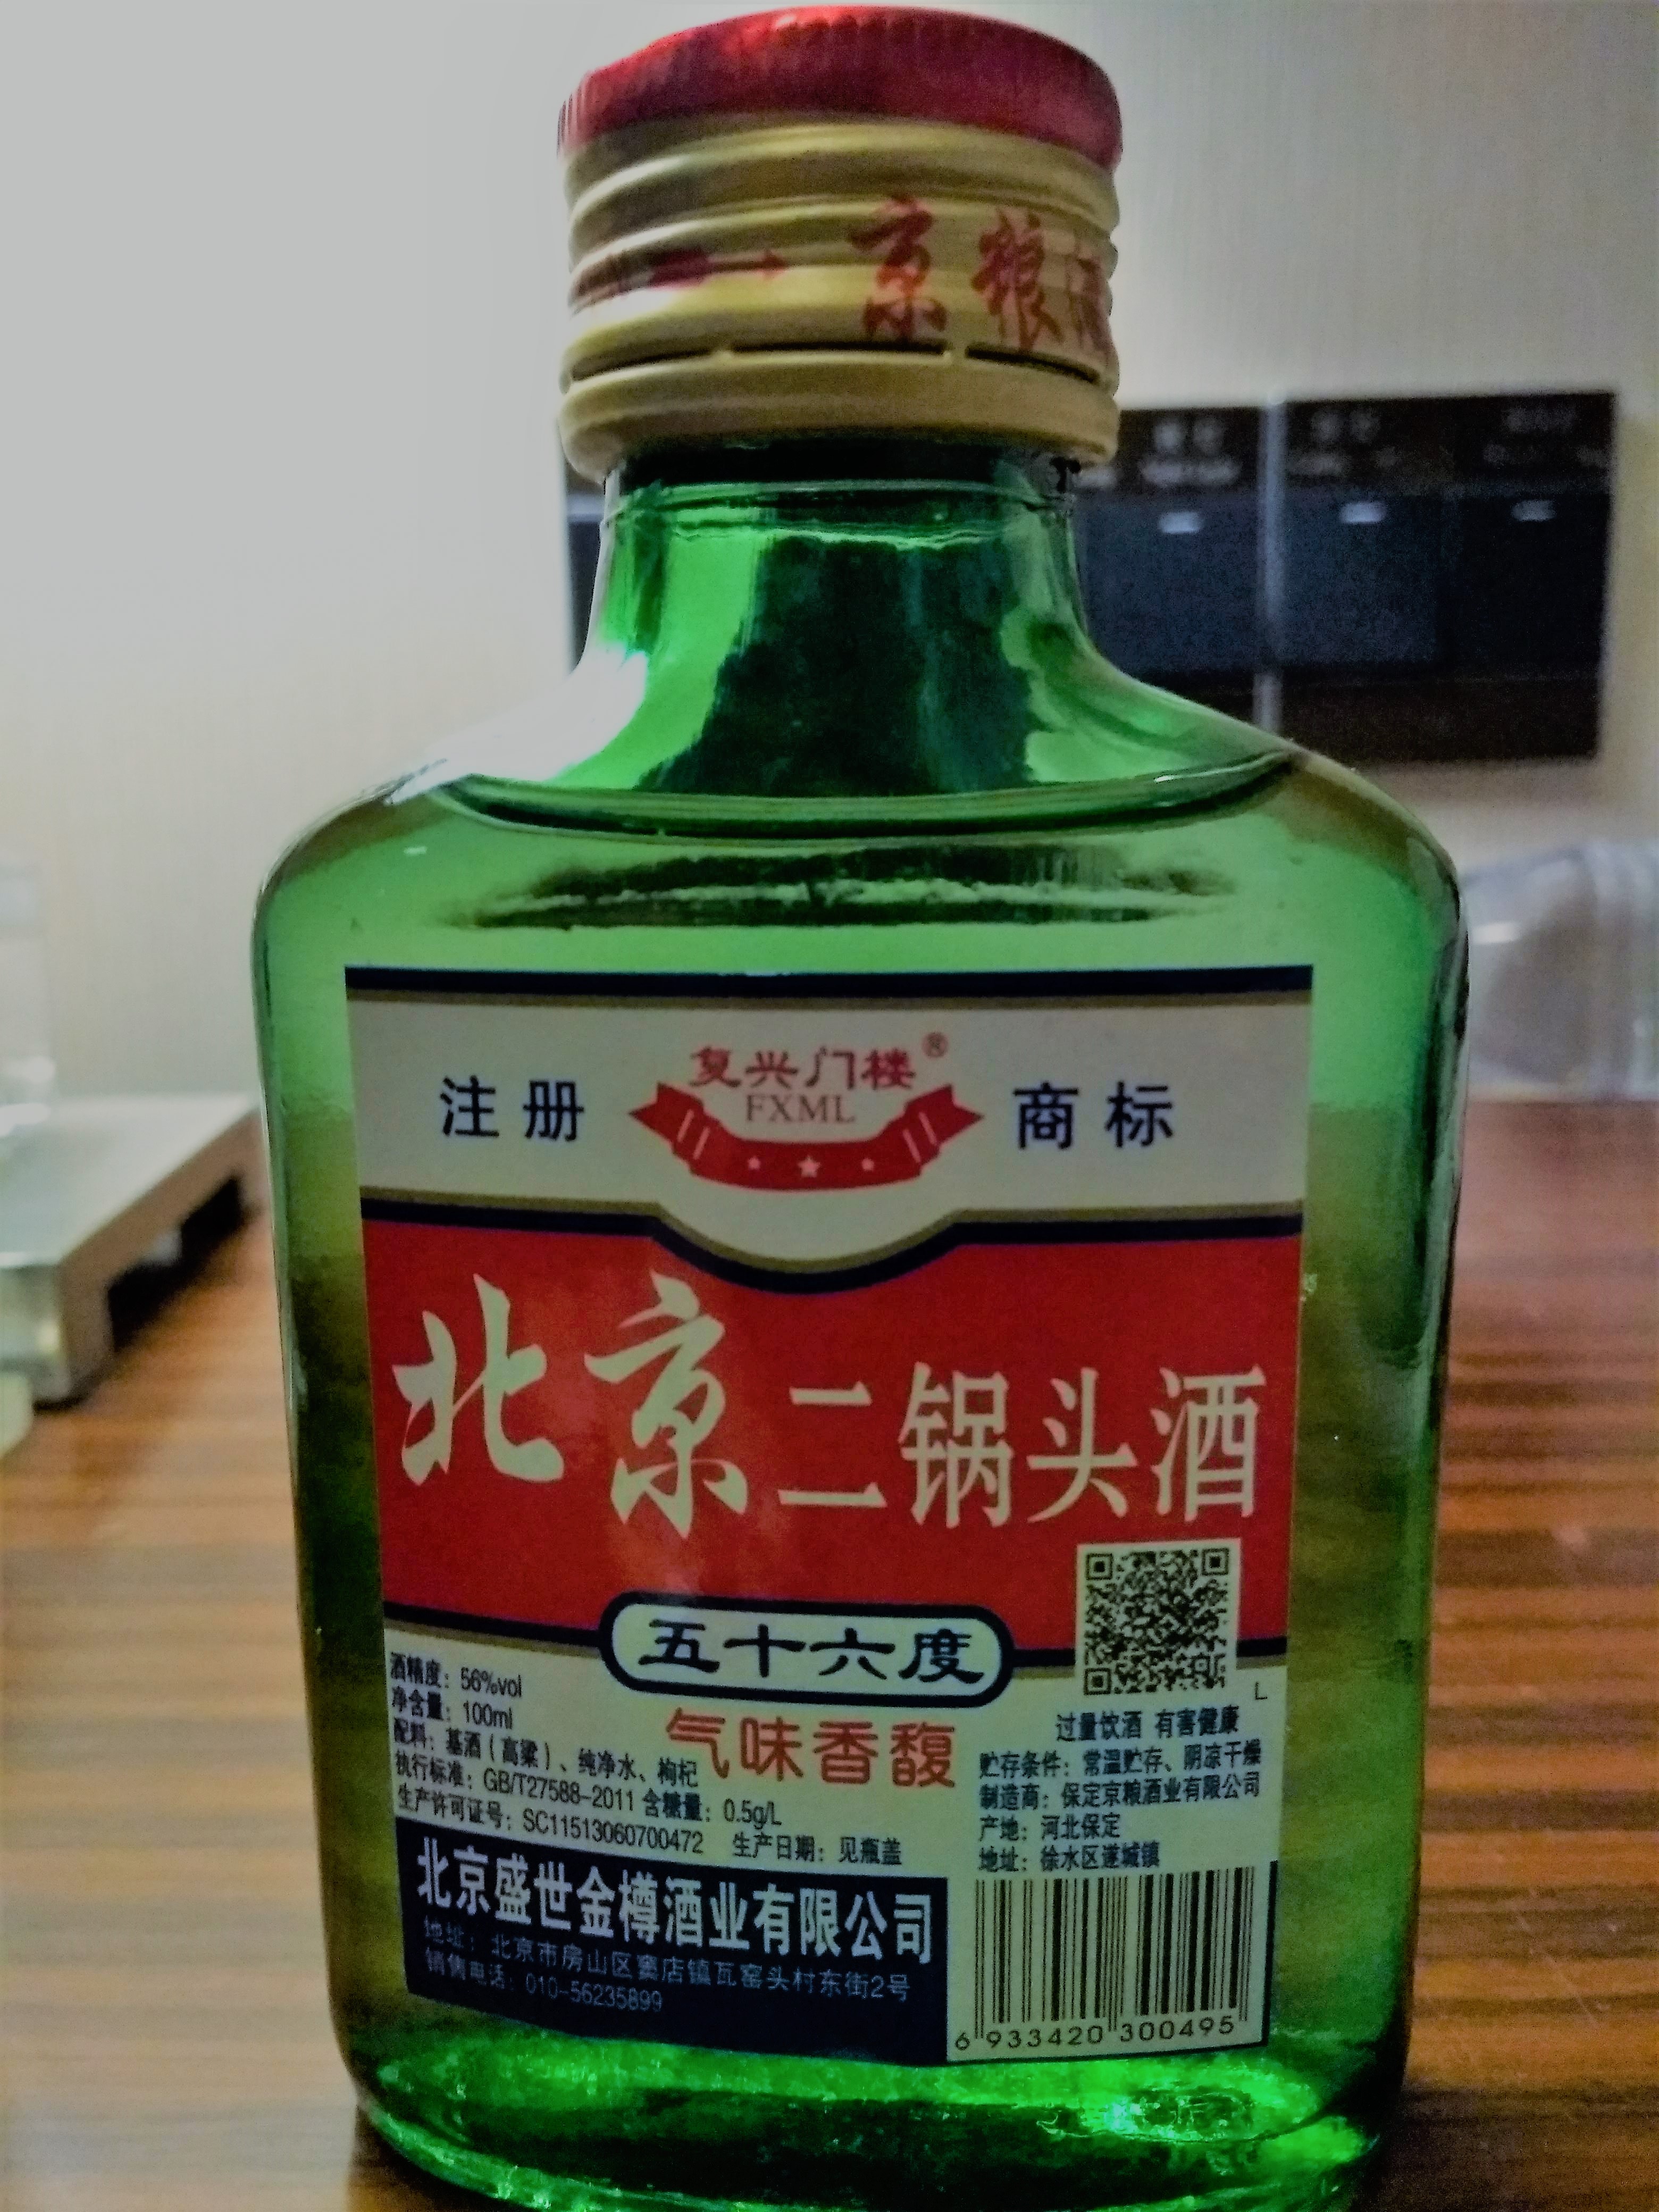 京粮酒
复兴门楼®
注册 FXML 商标
北京二锅头酒
五十六度
L
酒精度：56%vol
净含量：100ml
配料：基酒（高粱）、纯净水、枸杞
执行标准：GB/T27588-2011 含糖量：0.5g/L
生产许可证号：SC11513060700472 生产日期：见瓶盖
气味香馥
过量饮酒 有害健康
贮存条件：常温贮存、阴凉干燥
制造商：保定京粮酒业有限公司
产地：河北保定
地址：徐水区遂城镇
北京盛世金樽酒业有限公司
地址：北京市房山区窦店镇瓦窑头村东街2号
销售电话：010-56235899
6 933420 300495